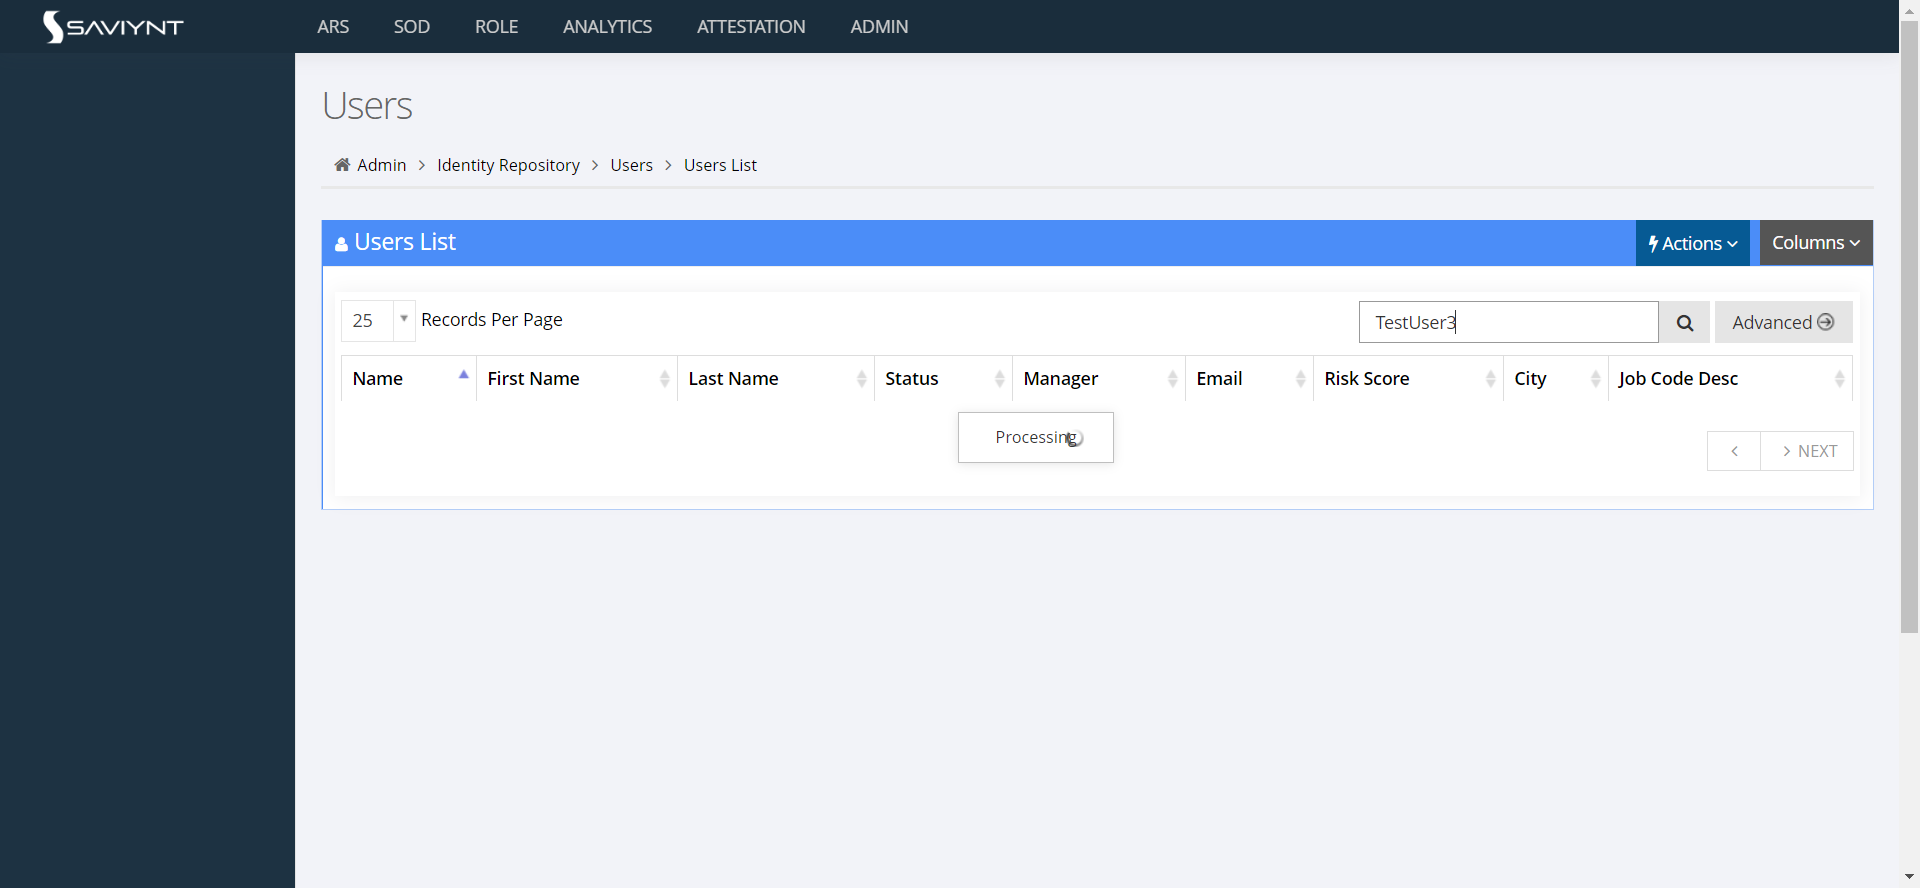 SAVIYNT
ARS SOD ROLE ANALYTICS ATTESTATION ADMIN
Users
Admin > Identity Repository > Users > Users List
Users List
Actions
Columns
25 Records Per Page
TestUser3
Advanced
Name First Name Last Name Status Manager Email Risk Score City Job Code Desc
Processing
NEXT